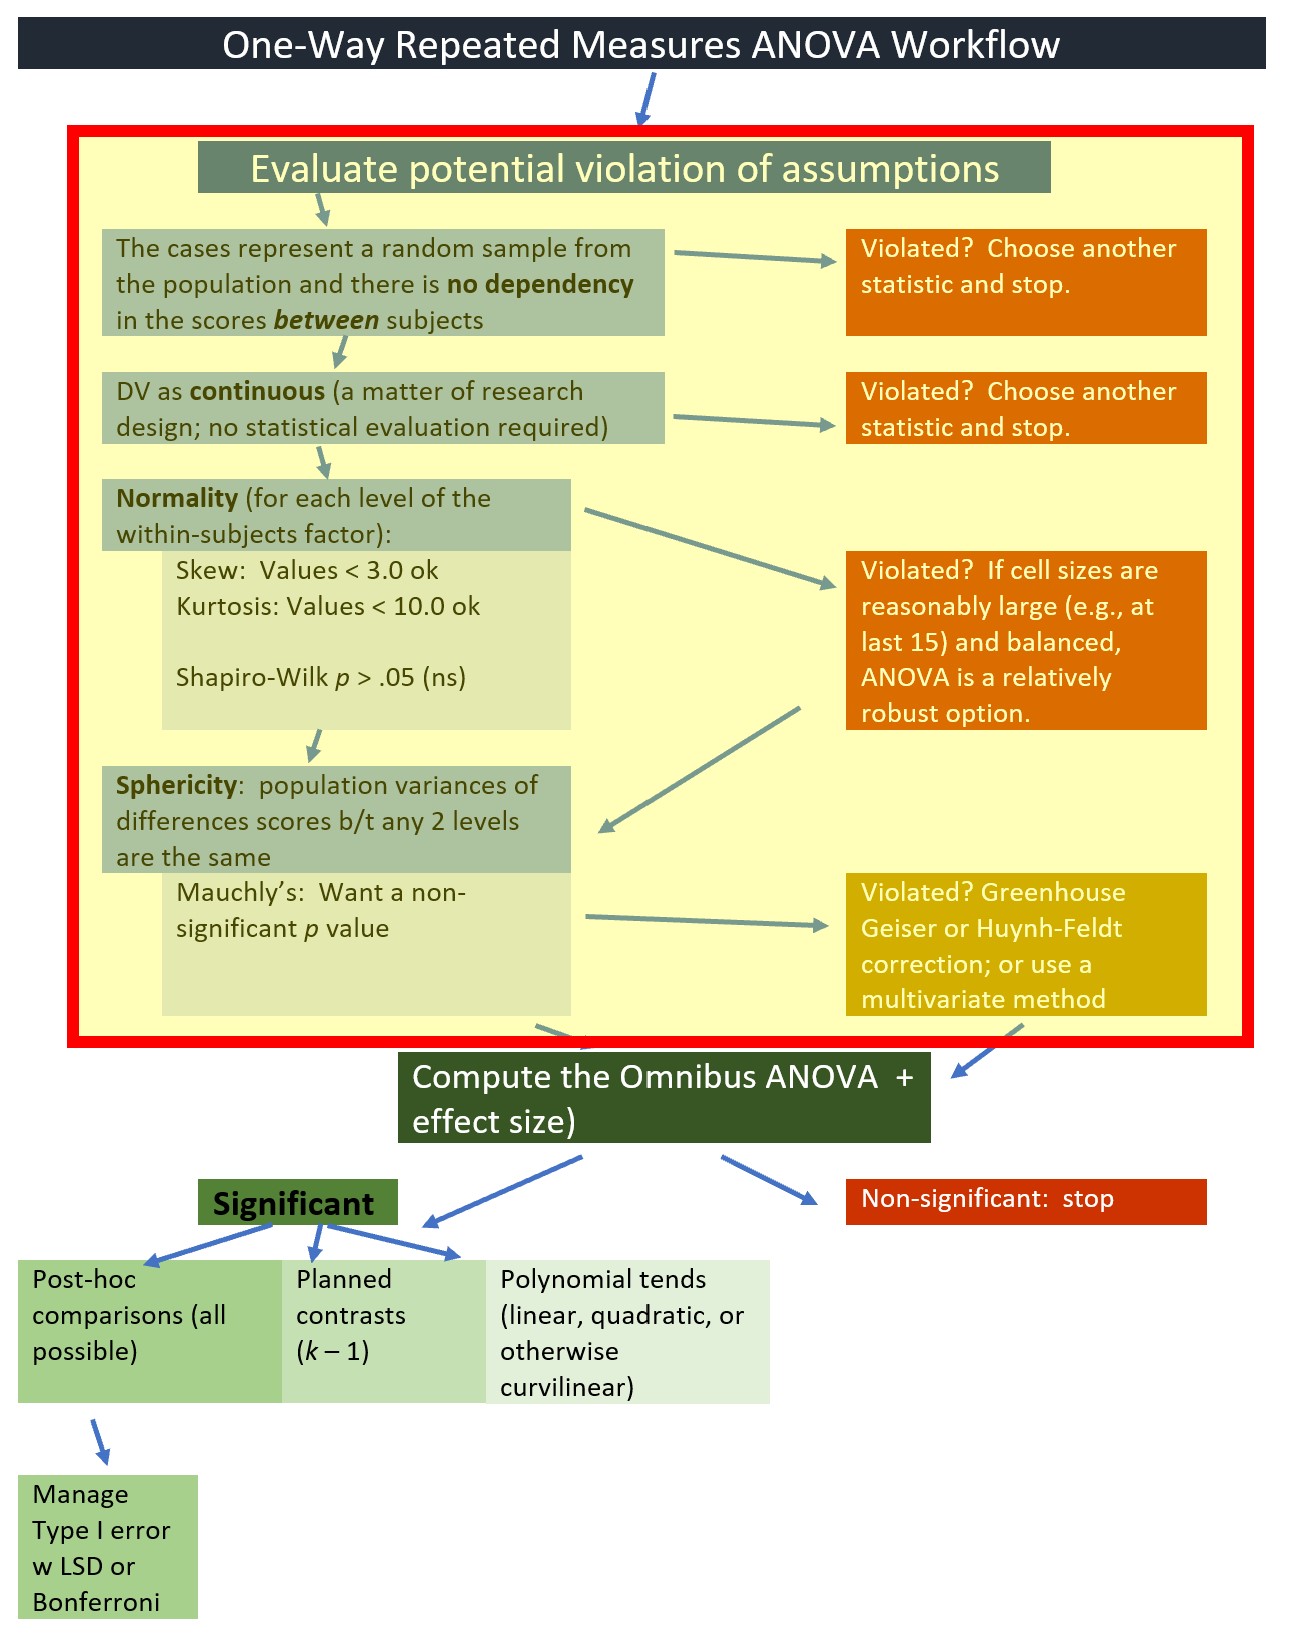 One-Way Repeated Measures ANOVA Workflow
Evaluate potential violation of assumptions
The cases represent a random sample from
the population and there is no dependency
in the scores between subjects
Violated?  Choose another
statistic and stop.
DV as continuous (a matter of research
design; no statistical evaluation required)
Violated?  Choose another
statistic and stop.
Normality (for each level of the
within-subjects factor):
Skew:  Values < 3.0 ok
Kurtosis: Values < 10.0 ok
Shapiro-Wilk p > .05 (ns)
Violated?  If cell sizes are
reasonably large (e.g., at
last 15) and balanced,
ANOVA is a relatively
robust option.
Sphericity:  population variances of
differences scores b/t any 2 levels
are the same
Mauchly’s:  Want a non-
significant p value
Violated? Greenhouse
Geiser or Huynh-Feldt
correction; or use a
multivariate method
Compute the Omnibus ANOVA  +
effect size)
Significant
Non-significant:  stop
Post-hoc
comparisons (all
possible)
Planned
contrasts
(k – 1)
Polynomial tends
(linear, quadratic, or
otherwise
curvilinear)
Manage
Type I error
w LSD or
Bonferroni